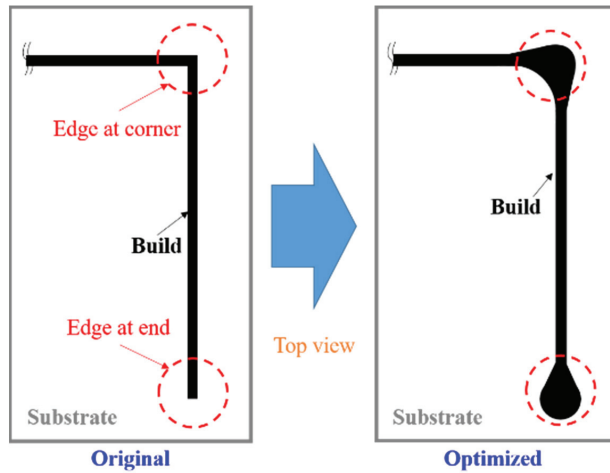 Edge at corner
Build
Edge at end
Substrate
Original
Top view
Build
Substrate
Optimized